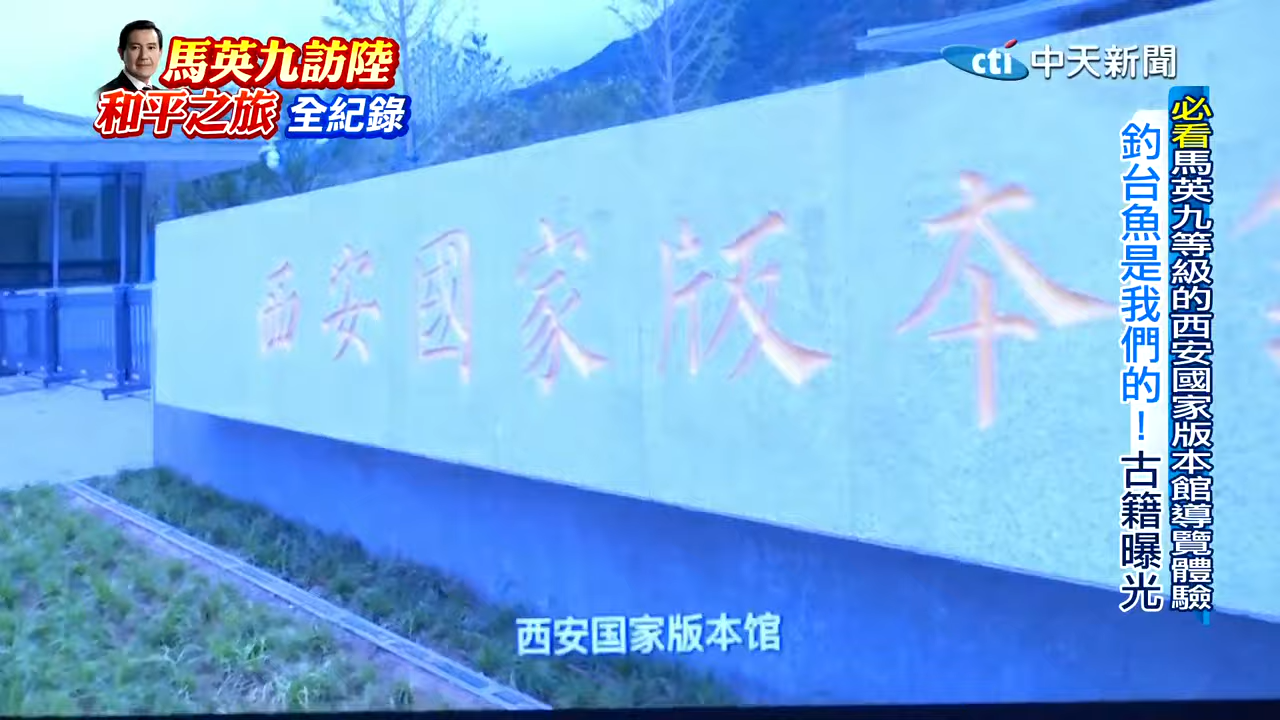 馬英九訪陸
和平之旅 全紀錄
cti 中天新聞
必看馬英九等級的西安國家版本館導覽體驗
釣台魚是我們的！古籍曝光
西安國家版本
西安国家版本馆